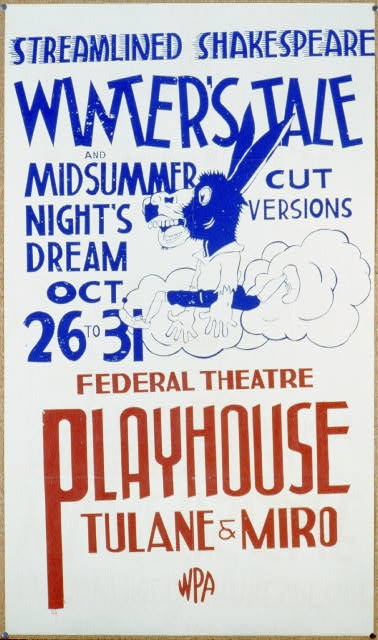 STREAMLINED SHAKESPEARE
WINTER'S TALE
AND
MIDSUMMER
NIGHT'S
DREAM
CUT
VERSIONS
OCT.
26 TO 31
FEDERAL THEATRE
PLAYHOUSE
TULANE & MIRO
WPA